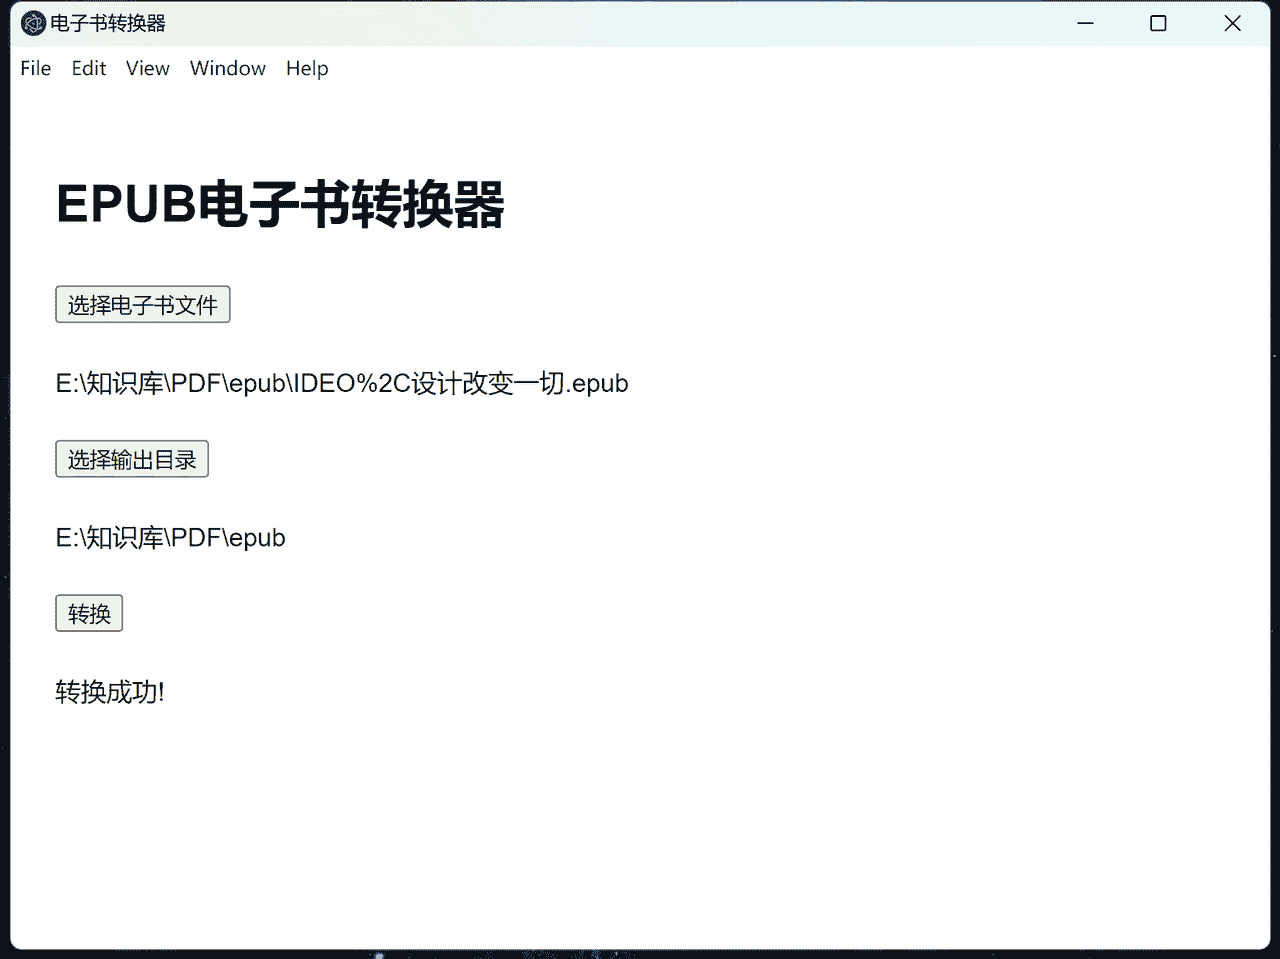 电子书转换器
File Edit View Window Help
EPUB电子书转换器
选择电子书文件
E:\知识库\PDF\epub\IDEO%2C设计改变一切.epub
选择输出目录
E:\知识库\PDF\epub
转换
转换成功!